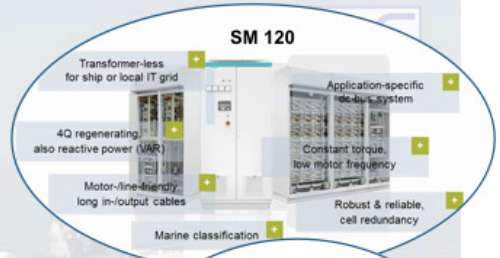 SM 120
Transformer-less
for ship or local IT grid
Application-specific
dc-bus system
4Q regenerating,
also reactive power (VAR)
Constant torque,
low motor frequency
Motor-/line-friendly
long in-/output cables
Robust & reliable,
cell redundancy
Marine classification